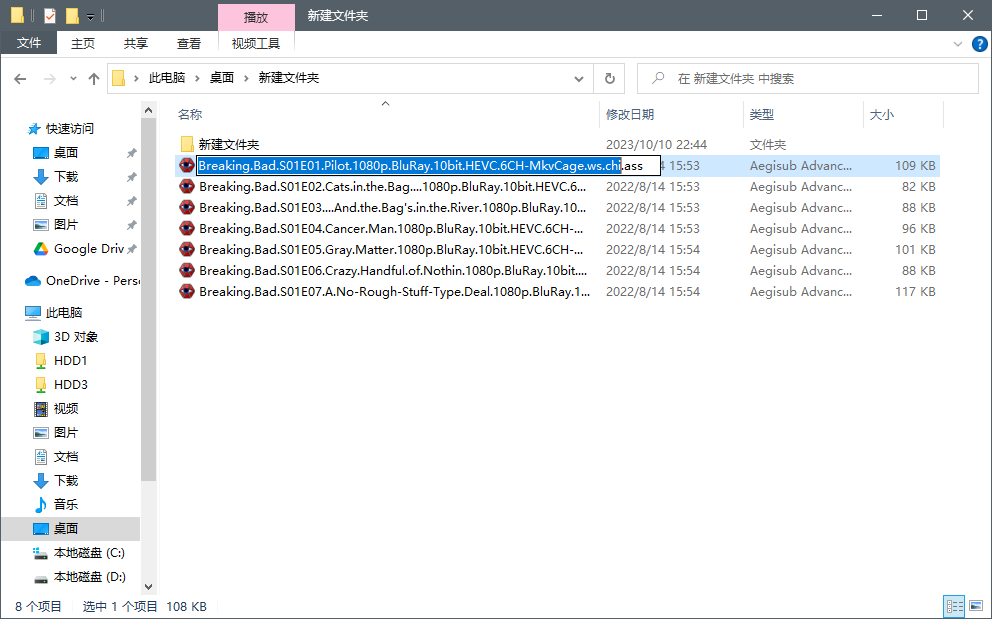 播放
新建文件夹
文件
主页
共享
查看
视频工具
此电脑
桌面
新建文件夹
在 新建文件夹 中搜索
名称
修改日期
类型
大小
快速访问
桌面
下载
文档
图片
Google Driv
OneDrive - Pers
此电脑
3D 对象
HDD1
HDD3
视频
图片
文档
下载
音乐
桌面
本地磁盘 (C:)
本地磁盘 (D:)
新建文件夹 2023/10/10 22:44 文件夹
Breaking.Bad.S01E01.Pilot.1080p.BluRay.10bit.HEVC.6CH-MkvCage.ws.chi.ass 4 15:53 Aegisub Advanc... 109 KB
Breaking.Bad.S01E02.Cats.in.the.Bag....1080p.BluRay.10bit.HEVC.6... 2022/8/14 15:53 Aegisub Advanc... 82 KB
Breaking.Bad.S01E03....And.the.Bag's.in.the.River.1080p.BluRay.10... 2022/8/14 15:53 Aegisub Advanc... 88 KB
Breaking.Bad.S01E04.Cancer.Man.1080p.BluRay.10bit.HEVC.6CH-... 2022/8/14 15:53 Aegisub Advanc... 96 KB
Breaking.Bad.S01E05.Gray.Matter.1080p.BluRay.10bit.HEVC.6CH-... 2022/8/14 15:54 Aegisub Advanc... 101 KB
Breaking.Bad.S01E06.Crazy.Handful.of.Nothin.1080p.BluRay.10bit.... 2022/8/14 15:54 Aegisub Advanc... 88 KB
Breaking.Bad.S01E07.A.No-Rough-Stuff-Type.Deal.1080p.BluRay.1... 2022/8/14 15:54 Aegisub Advanc... 117 KB
8 个项目 选中 1 个项目 108 KB